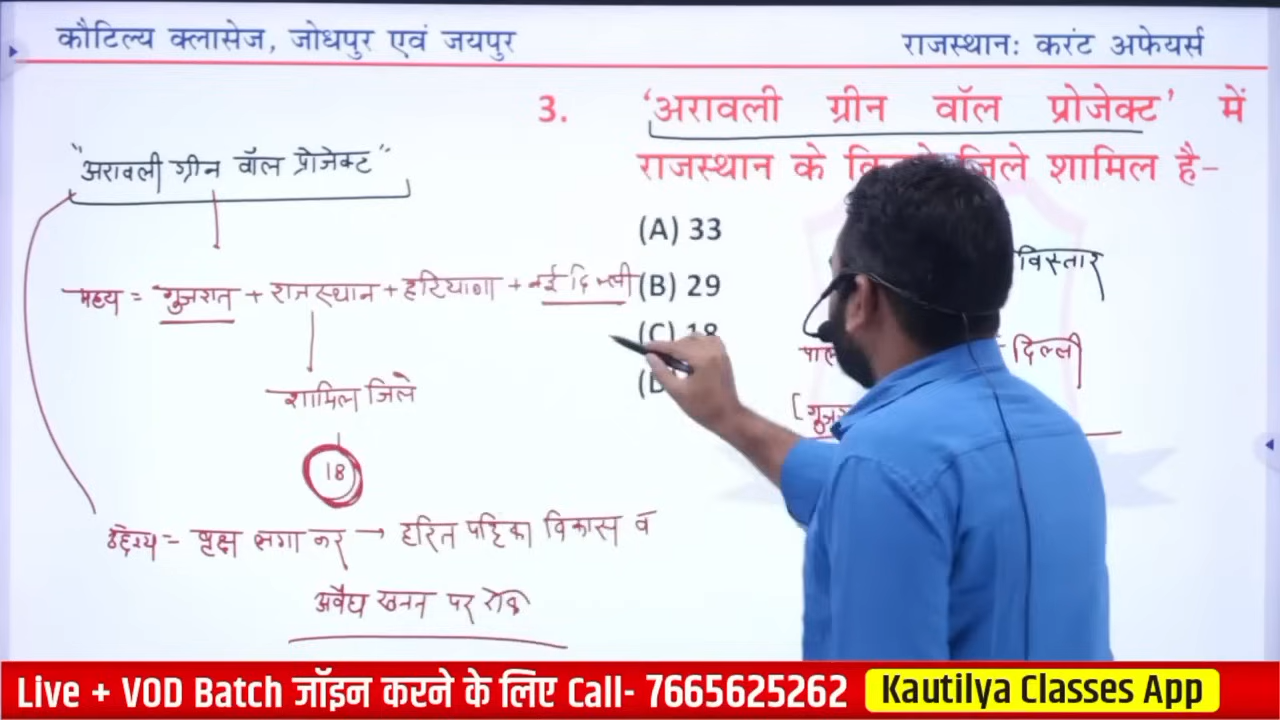 कौटिल्य क्लासेज, जोधपुर एवं जयपुर
राजस्थान: करंट अफेयर्स
3. 'अरावली ग्रीन वॉल प्रोजेक्ट' में
राजस्थान के जिले शामिल है-
(A) 33
(B) 29
(C) 18
"अरावली ग्रीन वॉल प्रोजेक्ट"
मध्य = गुजरात + राजस्थान + हरियाणा + नई दिल्ली
शामिल जिले
18
उद्देश्य = वृक्ष लगा कर → हरित पट्टिका विकास व
अवैध खनन पर रोक
विस्तार
दिल्ली
Live + VOD Batch जॉइन करने के लिए Call- 7665625262
Kautilya Classes App